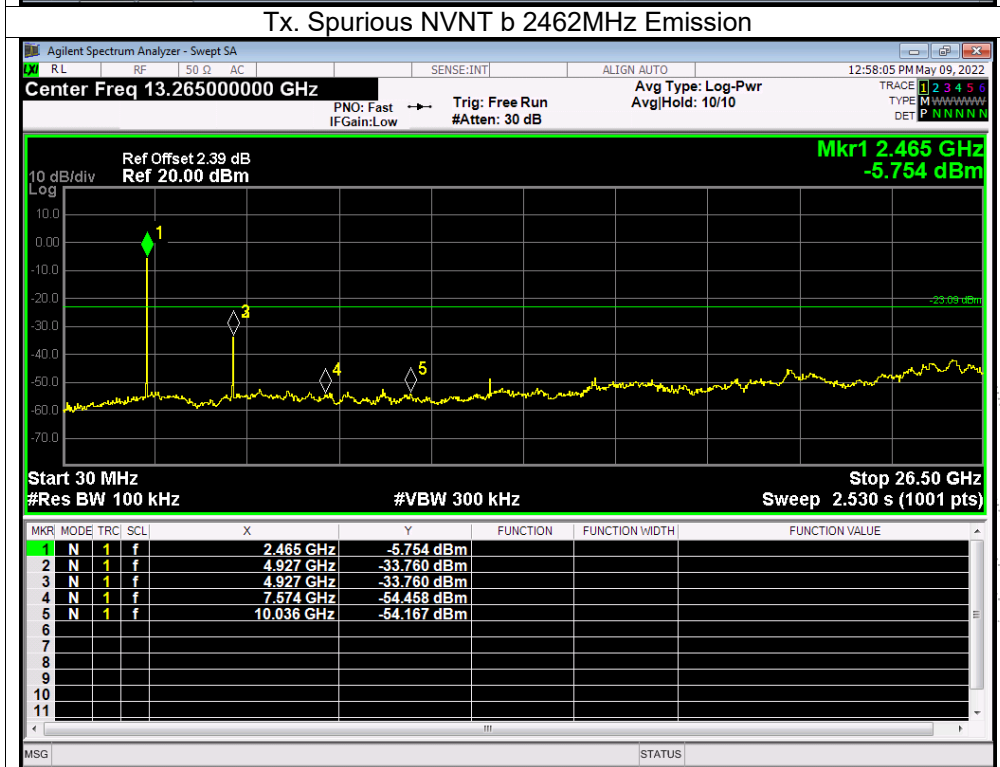 Tx. Spurious NVNT b 2462MHz Emission
Agilent Spectrum Analyzer - Swept SA
LXI RL RF 50 Ω AC SENSE:INT ALIGN AUTO 12:58:05 PM May 09, 2022
Center Freq 13.265000000 GHz Avg Type: Log-Pwr TRACE 1 2 3 4 5 6
PNO: Fast Trig: Free Run Avg|Hold: 10/10 TYPE M WWWWW
IFGain:Low #Atten: 30 dB DET P N N N N N
Mkr1 2.465 GHz
Ref Offset 2.39 dB
10 dB/div Ref 20.00 dBm -5.754 dBm
Log
10.0
1
0.00
-10.0
-20.0 -23.09 dBm
3
-30.0
-40.0
4 5
-50.0
-60.0
-70.0
Start 30 MHz Stop 26.50 GHz
#Res BW 100 kHz #VBW 300 kHz Sweep 2.530 s (1001 pts)
MKR MODE TRC SCL X Y FUNCTION FUNCTION WIDTH FUNCTION VALUE
1 N 1 f 2.465 GHz -5.754 dBm
2 N 1 f 4.927 GHz -33.760 dBm
3 N 1 f 4.927 GHz -33.760 dBm
4 N 1 f 7.574 GHz -54.458 dBm
5 N 1 f 10.036 GHz -54.167 dBm
6
7
8
9
10
11
MSG STATUS